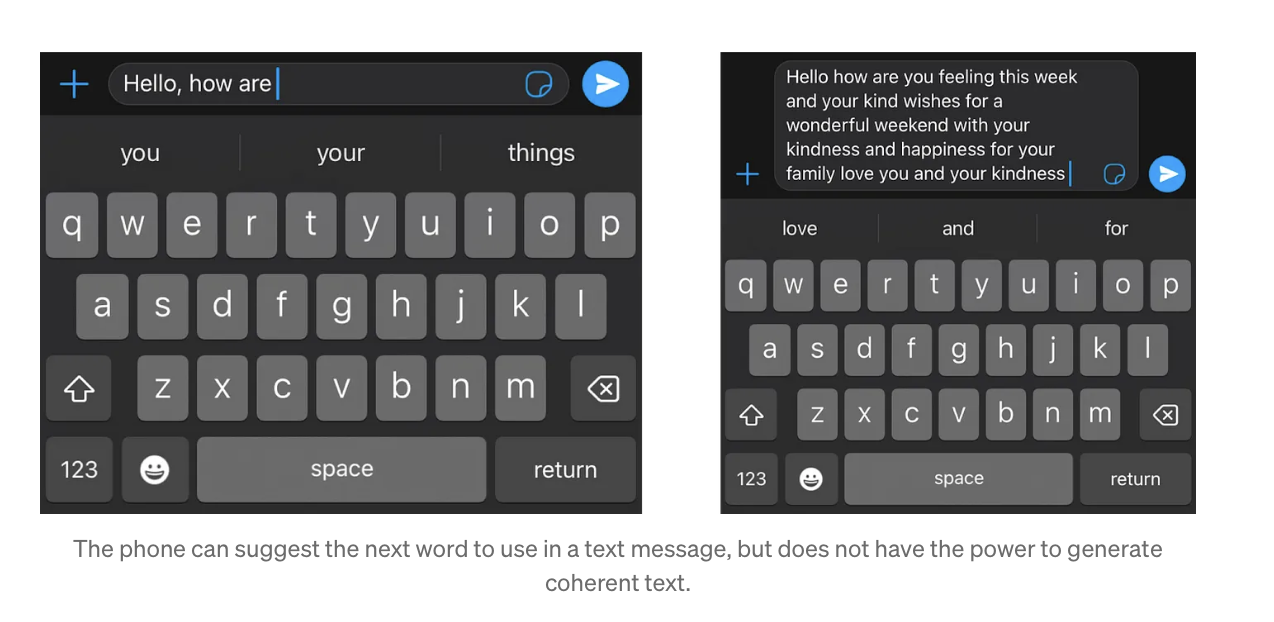 Hello, how are
you your things
q w e r t y u i o p
a s d f g h j k l
z x c v b n m
123 space return
Hello how are you feeling this week
and your kind wishes for a
wonderful weekend with your
kindness and happiness for your
family love you and your kindness
love and for
q w e r t y u i o p
a s d f g h j k l
z x c v b n m
123 space return
The phone can suggest the next word to use in a text message, but does not have the power to generate
coherent text.